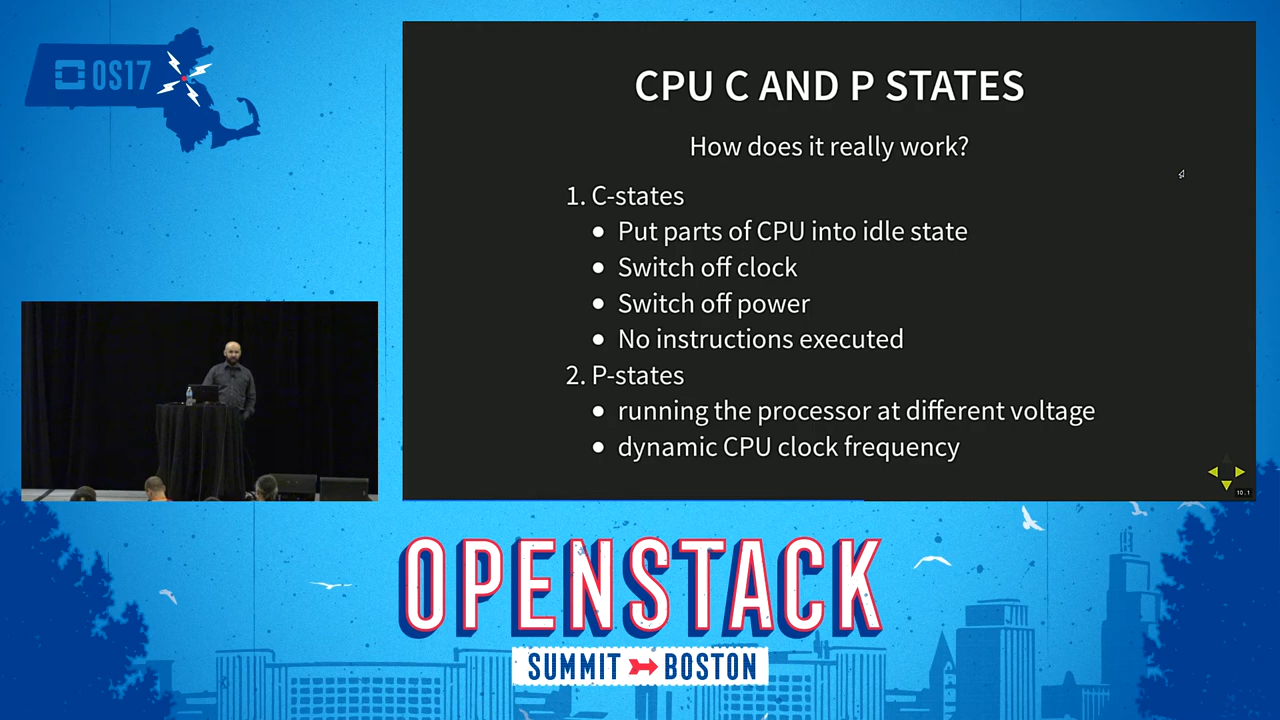 OS17
CPU C AND P STATES
How does it really work?
1. C-states
• Put parts of CPU into idle state
• Switch off clock
• Switch off power
• No instructions executed
2. P-states
• running the processor at different voltage
• dynamic CPU clock frequency
10.1
OPENSTACK
SUMMIT BOSTON